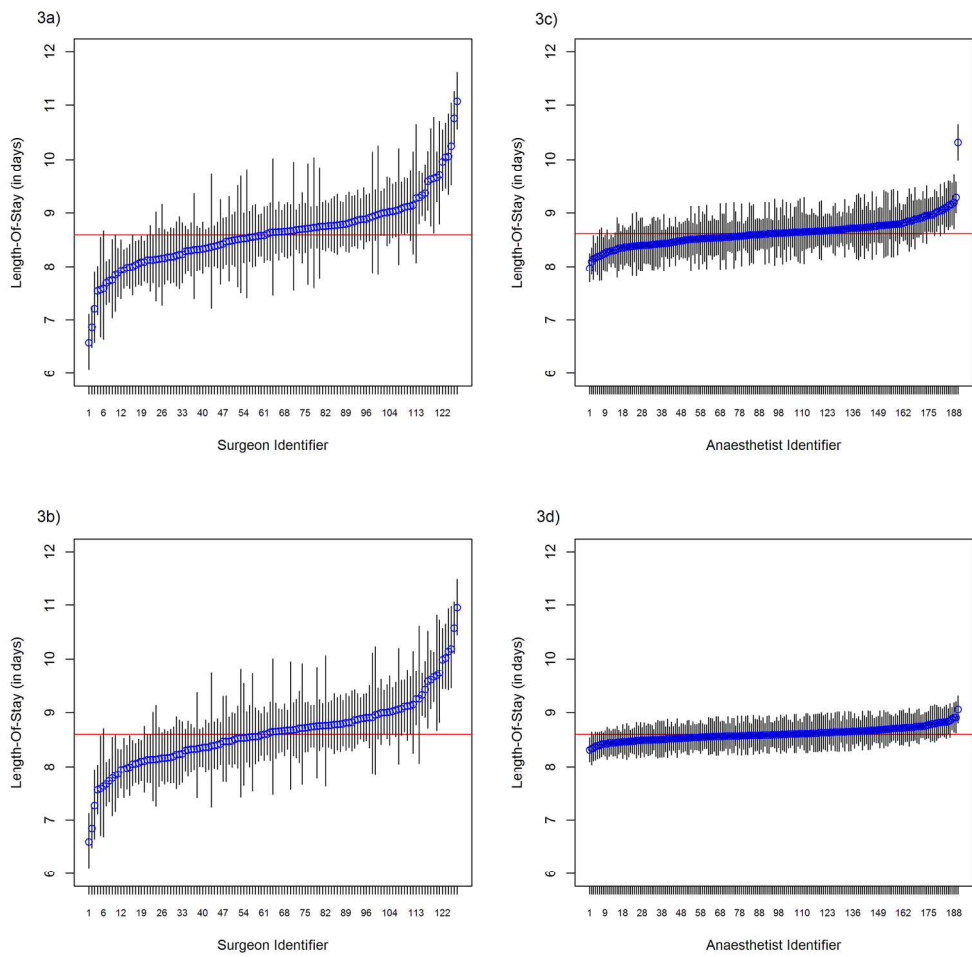 3a)
12
11
10
9
8
7
6
Length-Of-Stay (in days)
1 6 12 19 26 33 40 47 54 61 68 75 82 89 96 104 113 122
Surgeon Identifier
3c)
12
11
10
9
8
7
6
Length-Of-Stay (in days)
1 9 18 28 38 48 58 68 78 88 98 110 123 136 149 162 175 188
Anaesthetist Identifier
3b)
12
11
10
9
8
7
6
Length-Of-Stay (in days)
1 6 12 19 26 33 40 47 54 61 68 75 82 89 96 104 113 122
Surgeon Identifier
3d)
12
11
10
9
8
7
6
Length-Of-Stay (in days)
1 9 18 28 38 48 58 68 78 88 98 110 123 136 149 162 175 188
Anaesthetist Identifier